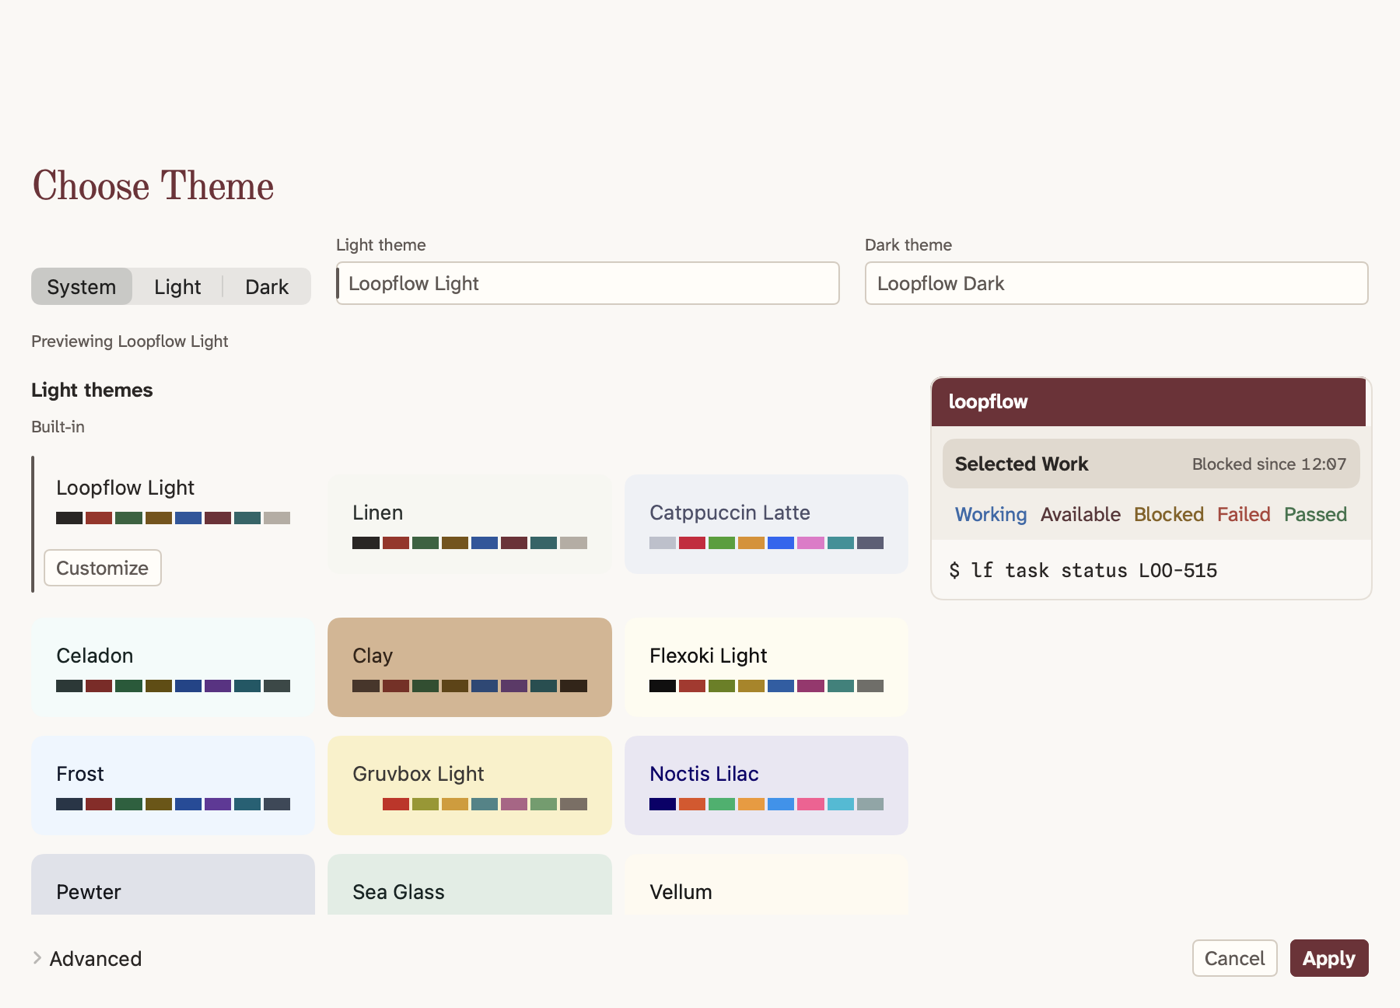 Choose Theme
Light theme
Dark theme
System Light Dark
Loopflow Light
Loopflow Dark
Previewing Loopflow Light
Light themes
Built-in
loopflow
Selected Work
Blocked since 12:07
Working Available Blocked Failed Passed
$ lf task status LOO-515
Loopflow Light
Customize
Linen
Catppuccin Latte
Celadon
Clay
Flexoki Light
Frost
Gruvbox Light
Noctis Lilac
Pewter
Sea Glass
Vellum
Advanced
Cancel
Apply